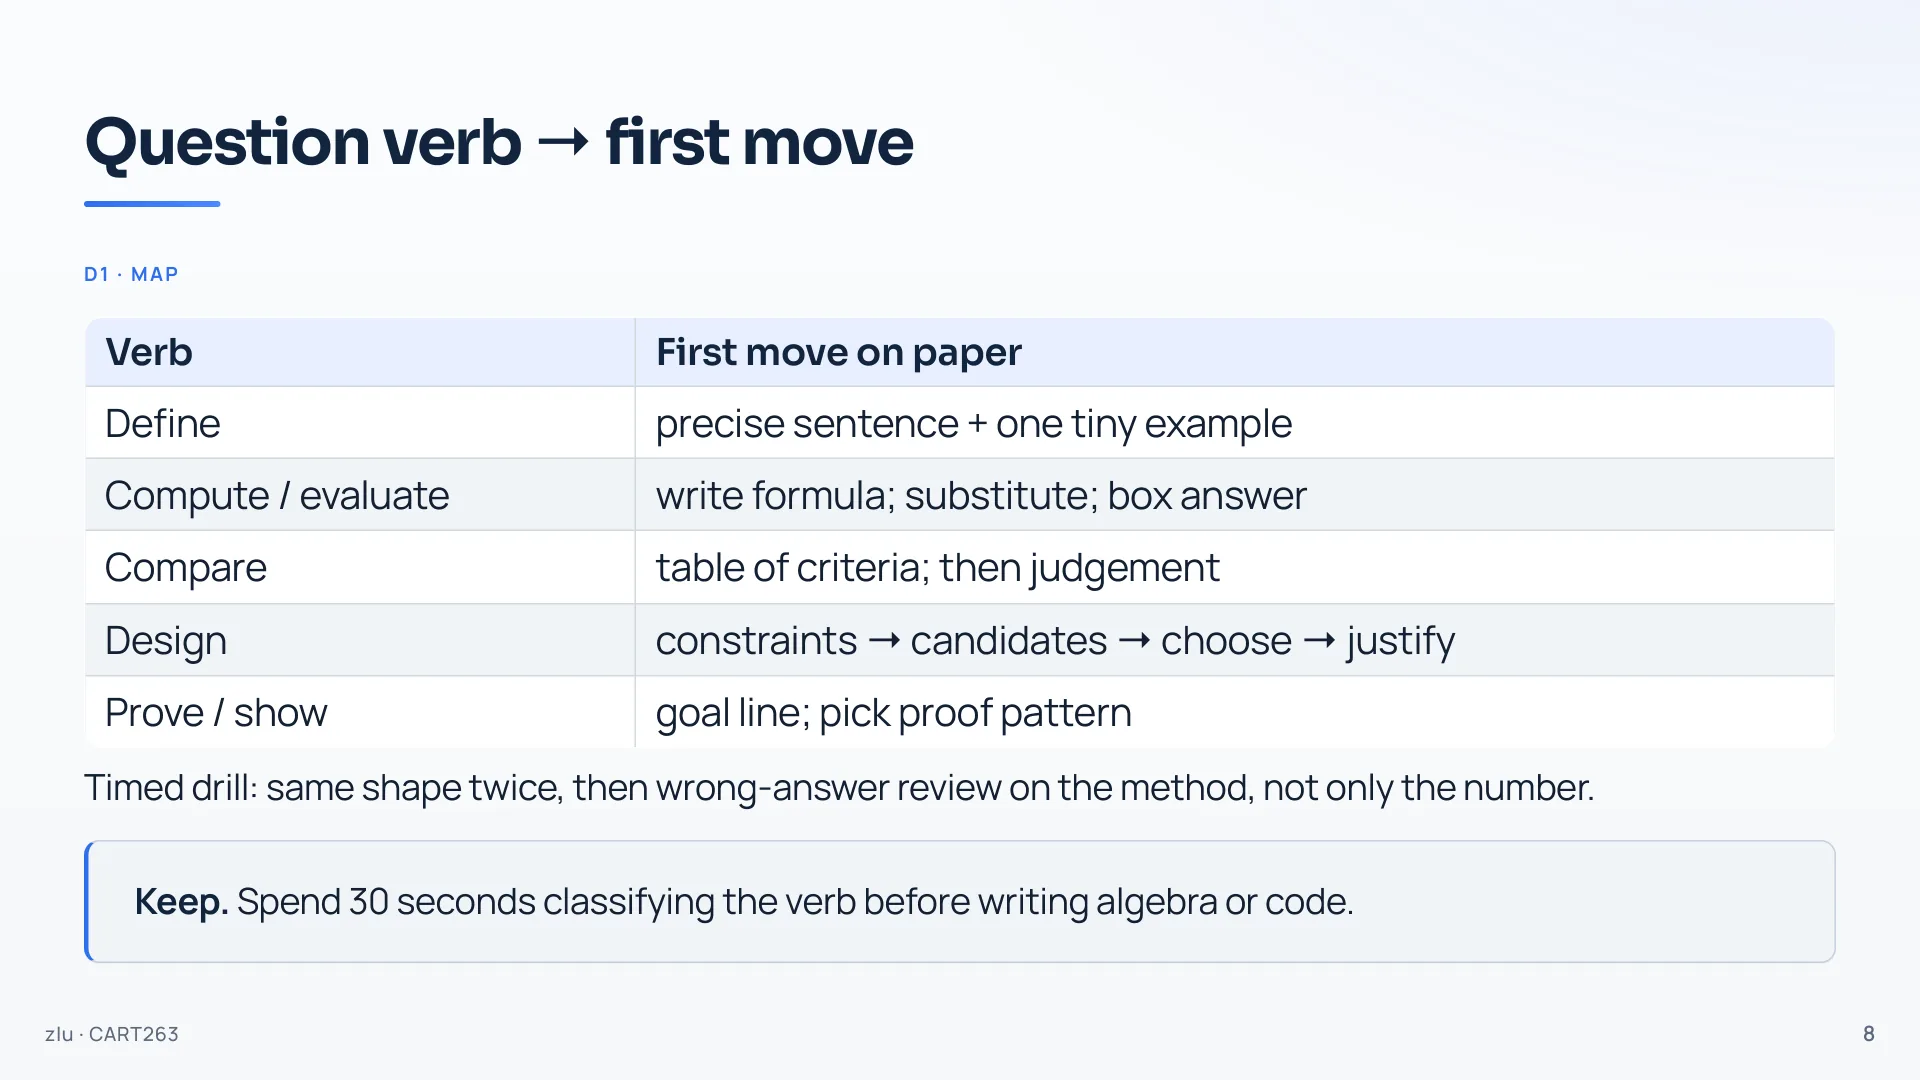 Question verb → first move
D1 · MAP
Verb First move on paper
Define precise sentence + one tiny example
Compute / evaluate write formula; substitute; box answer
Compare table of criteria; then judgement
Design constraints → candidates → choose → justify
Prove / show goal line; pick proof pattern
Timed drill: same shape twice, then wrong-answer review on the method, not only the number.
Keep. Spend 30 seconds classifying the verb before writing algebra or code.
zlu · CART263 8